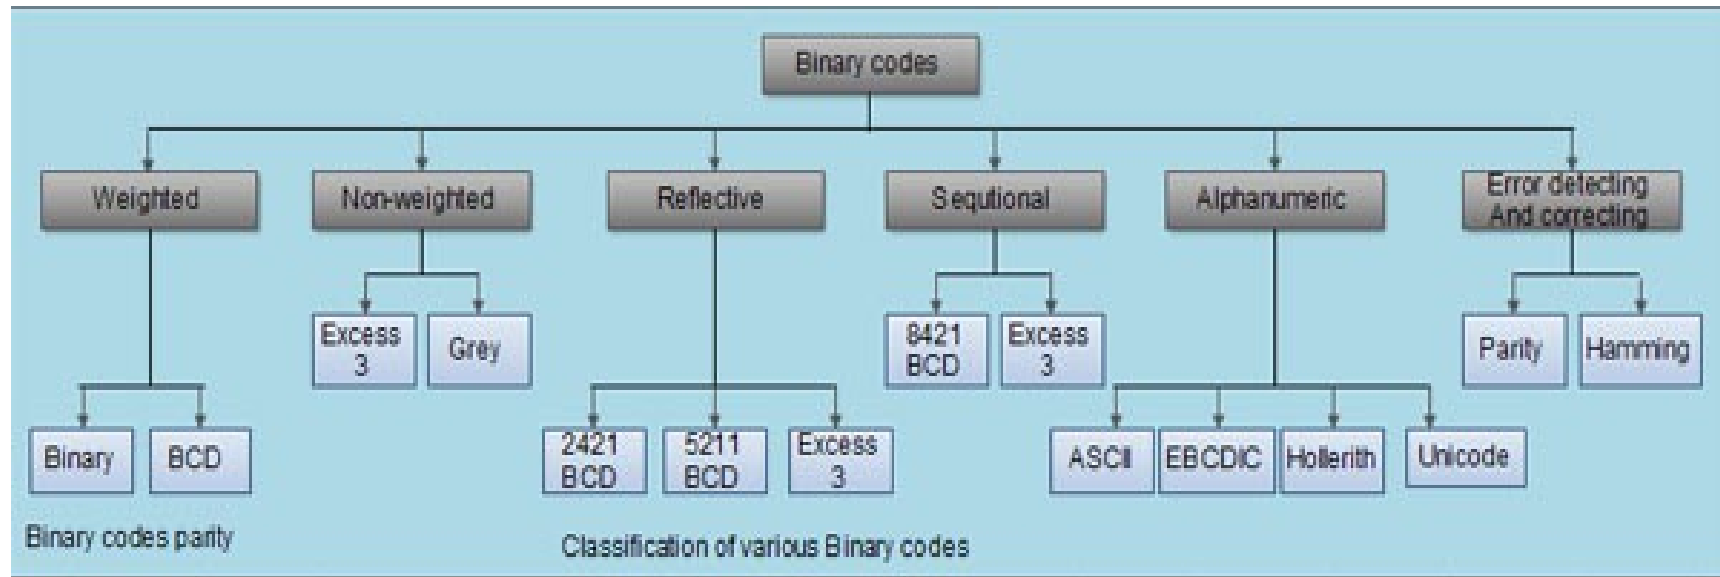 Binary codes
Weighted
Non-weighted
Reflective
Sequtional
Alphanumeric
Error detecting
And correcting
Excess
3
Grey
8421
BCD
Excess
3
Parity
Hamming
Binary
BCD
2421
BCD
5211
BCD
Excess
3
ASCII
EBCDIC
Hollerith
Unicode
Binary codes parity
Classification of various Binary codes